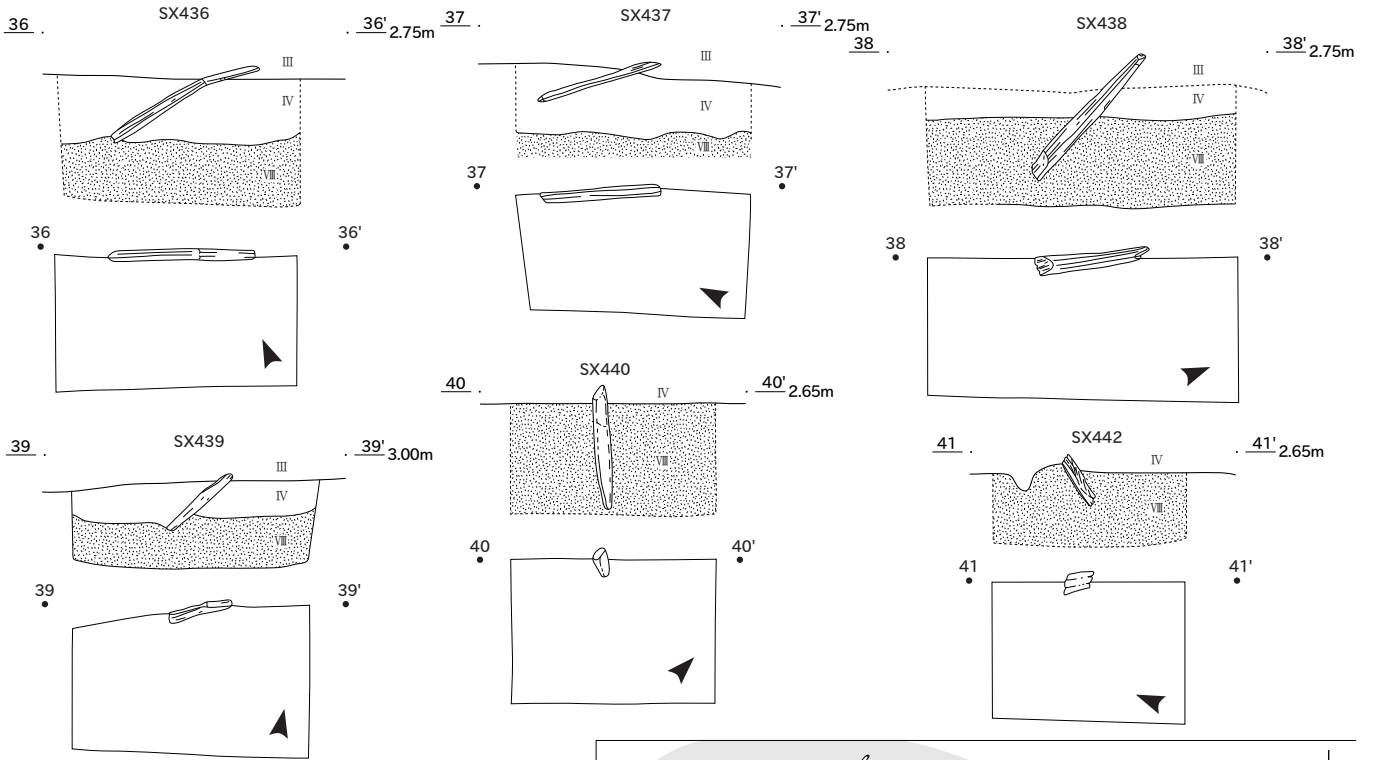 SX436
36 36' 2.75m
Ⅲ
Ⅳ
Ⅷ
36 36'
SX437
37 37' 2.75m
Ⅲ
Ⅳ
Ⅷ
37 37'
SX438
38 38' 2.75m
Ⅲ
Ⅳ
Ⅷ
38 38'
SX439
39 39' 3.00m
Ⅲ
Ⅳ
Ⅷ
39 39'
SX440
40 40' 2.65m
Ⅳ
Ⅷ
40 40'
SX442
41 41' 2.65m
Ⅳ
Ⅷ
41 41'